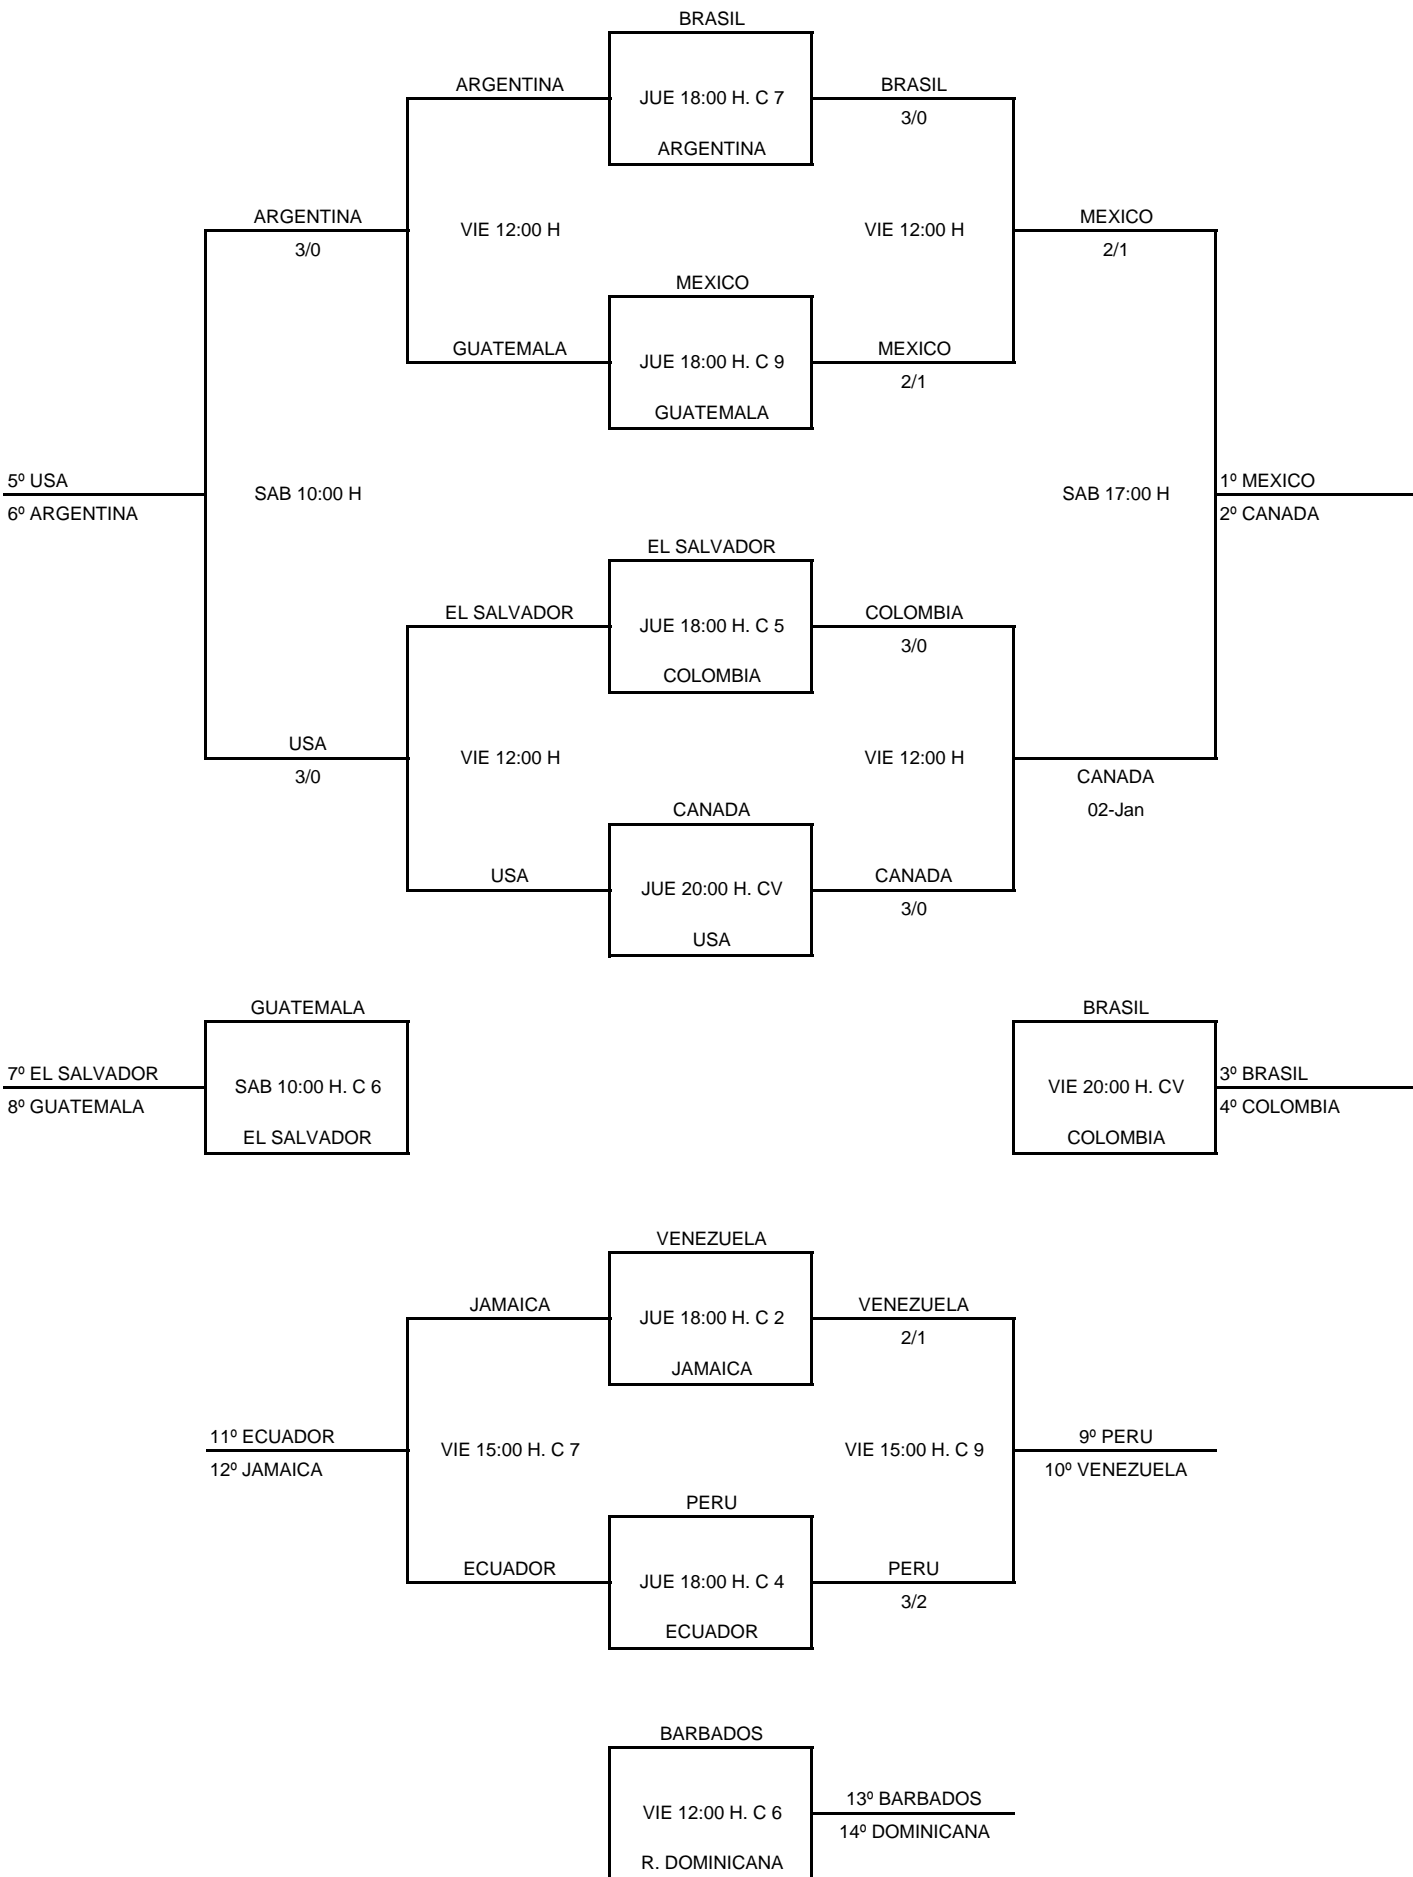 BRASIL
ARGENTINA
JUE 18:00 H. C 7
BRASIL
3/0
ARGENTINA
ARGENTINA
3/0
VIE 12:00 H
VIE 12:00 H
MEXICO
2/1
MEXICO
GUATEMALA
JUE 18:00 H. C 9
MEXICO
2/1
GUATEMALA
5º USA
6º ARGENTINA
SAB 10:00 H
SAB 17:00 H
1º MEXICO
2º CANADA
EL SALVADOR
EL SALVADOR
JUE 18:00 H. C 5
COLOMBIA
3/0
COLOMBIA
USA
3/0
VIE 12:00 H
VIE 12:00 H
CANADA
02-Jan
CANADA
USA
JUE 20:00 H. CV
CANADA
3/0
USA
GUATEMALA
BRASIL
7º EL SALVADOR
8º GUATEMALA
SAB 10:00 H. C 6
VIE 20:00 H. CV
3º BRASIL
4º COLOMBIA
EL SALVADOR
COLOMBIA
VENEZUELA
JAMAICA
JUE 18:00 H. C 2
VENEZUELA
2/1
JAMAICA
11º ECUADOR
12º JAMAICA
VIE 15:00 H. C 7
VIE 15:00 H. C 9
9º PERU
10º VENEZUELA
PERU
ECUADOR
JUE 18:00 H. C 4
PERU
3/2
ECUADOR
BARBADOS
VIE 12:00 H. C 6
13º BARBADOS
14º DOMINICANA
R. DOMINICANA